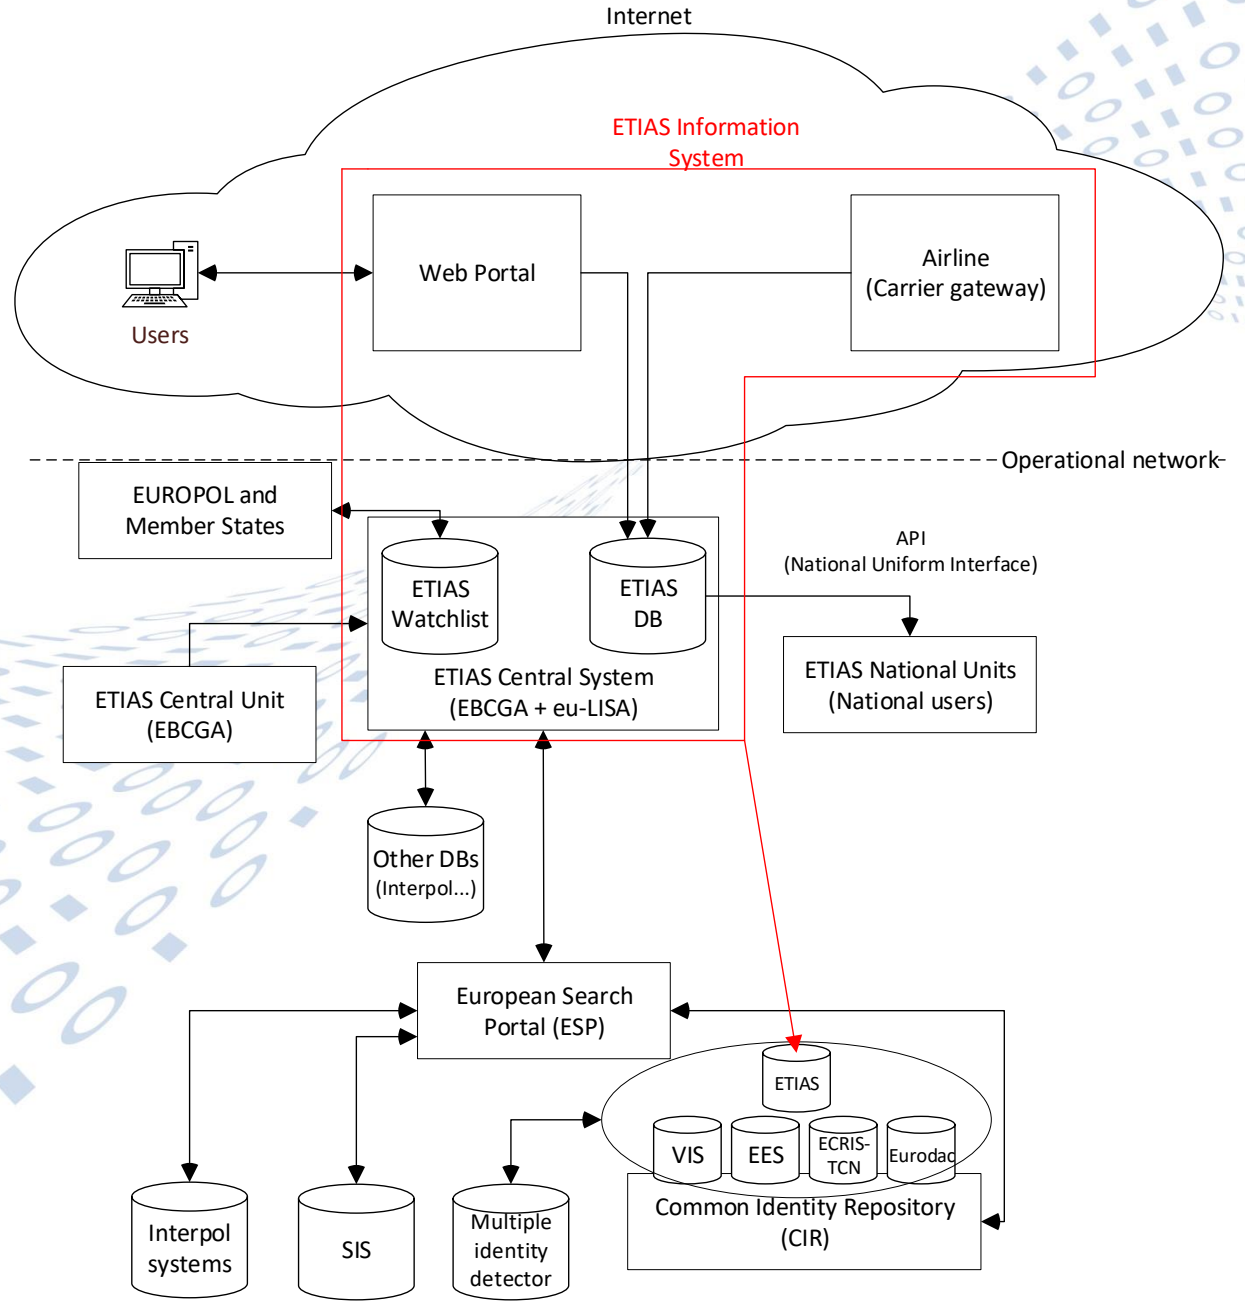 Internet
ETIAS Information
System
Web Portal
Airline
(Carrier gateway)
Users
Operational network
EUROPOL and
Member States
API
(National Uniform Interface)
ETIAS
Watchlist
ETIAS
DB
ETIAS Central System
(EBCGA + eu-LISA)
ETIAS Central Unit
(EBCGA)
ETIAS National Units
(National users)
Other DBs
(Interpol...)
European Search
Portal (ESP)
ETIAS
VIS
EES
ECRIS-
TCN
Eurodac
Common Identity Repository
(CIR)
Interpol
systems
SIS
Multiple
identity
detector